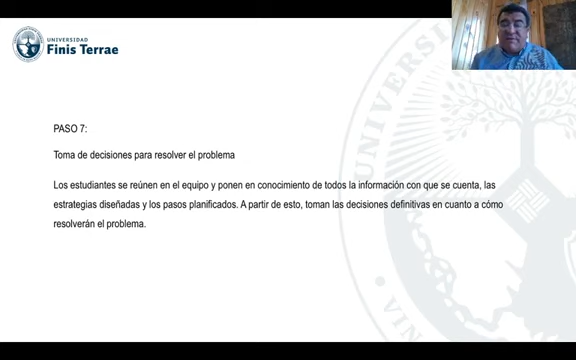 UNIVERSIDAD
Finis Terrae
PASO 7:
Toma de decisiones para resolver el problema
Los estudiantes se reúnen en el equipo y ponen en conocimiento de todos la información con que se cuenta, las
estrategias diseñadas y los pasos planificados. A partir de esto, toman las decisiones definitivas en cuanto a cómo
resolverán el problema.
UNIVERS
VIN